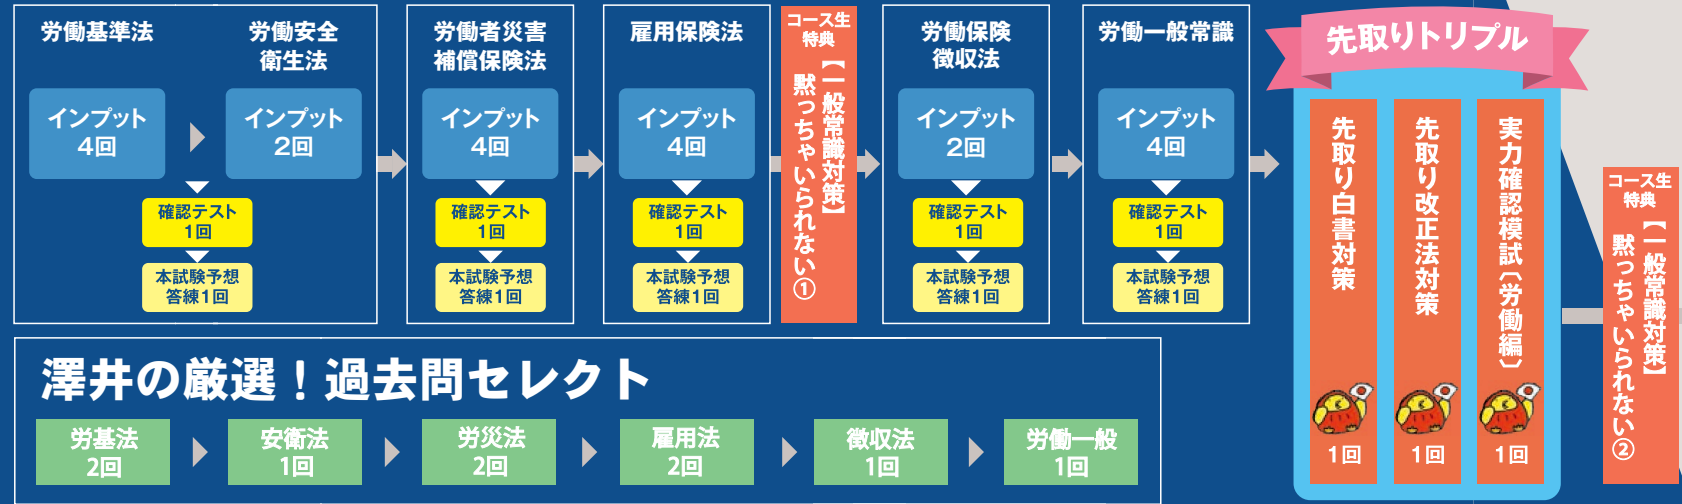 労働基準法
インプット
4回
労働安全
衛生法
インプット
2回
確認テスト
1回
本試験予想
答練1回
労働者災害
補償保険法
インプット
4回
確認テスト
1回
本試験予想
答練1回
雇用保険法
インプット
4回
確認テスト
1回
本試験予想
答練1回
コース生
特典
【一般常識対策】
黙っちゃいられない①
労働保険
徴収法
インプット
2回
確認テスト
1回
本試験予想
答練1回
労働一般常識
インプット
4回
確認テスト
1回
本試験予想
答練1回
先取りトリプル
先取り白書対策
1回
先取り改正法対策
1回
実力確認模試〔労働編〕
1回
コース生
特典
【一般常識対策】
黙っちゃいられない②
澤井の厳選！過去問セレクト
労基法
2回
安衛法
1回
労災法
2回
雇用法
2回
徴収法
1回
労働一般
1回